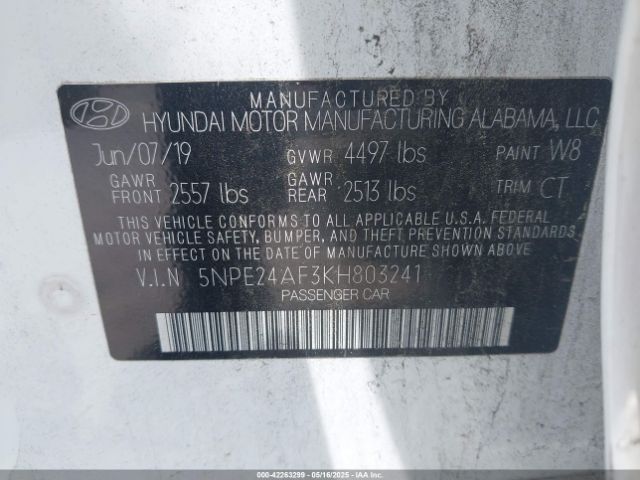 MANUFACTURED BY
HYUNDAI MOTOR MANUFACTURING ALABAMA, LLC
Jun/07/19 GVWR 4497 lbs PAINT W8
GAWR FRONT 2557 lbs GAWR REAR 2513 lbs TRIM CT
THIS VEHICLE CONFORMS TO ALL APPLICABLE U.S.A. FEDERAL
MOTOR VEHICLE SAFETY, BUMPER, AND THEFT PREVENTION STANDARDS
IN EFFECT ON THE DATE OF MANUFACTURE SHOWN ABOVE.
V.I.N 5NPE24AF3KH803241
PASSENGER CAR
000-42263299 - 05/16/2025 - IAAI.COM